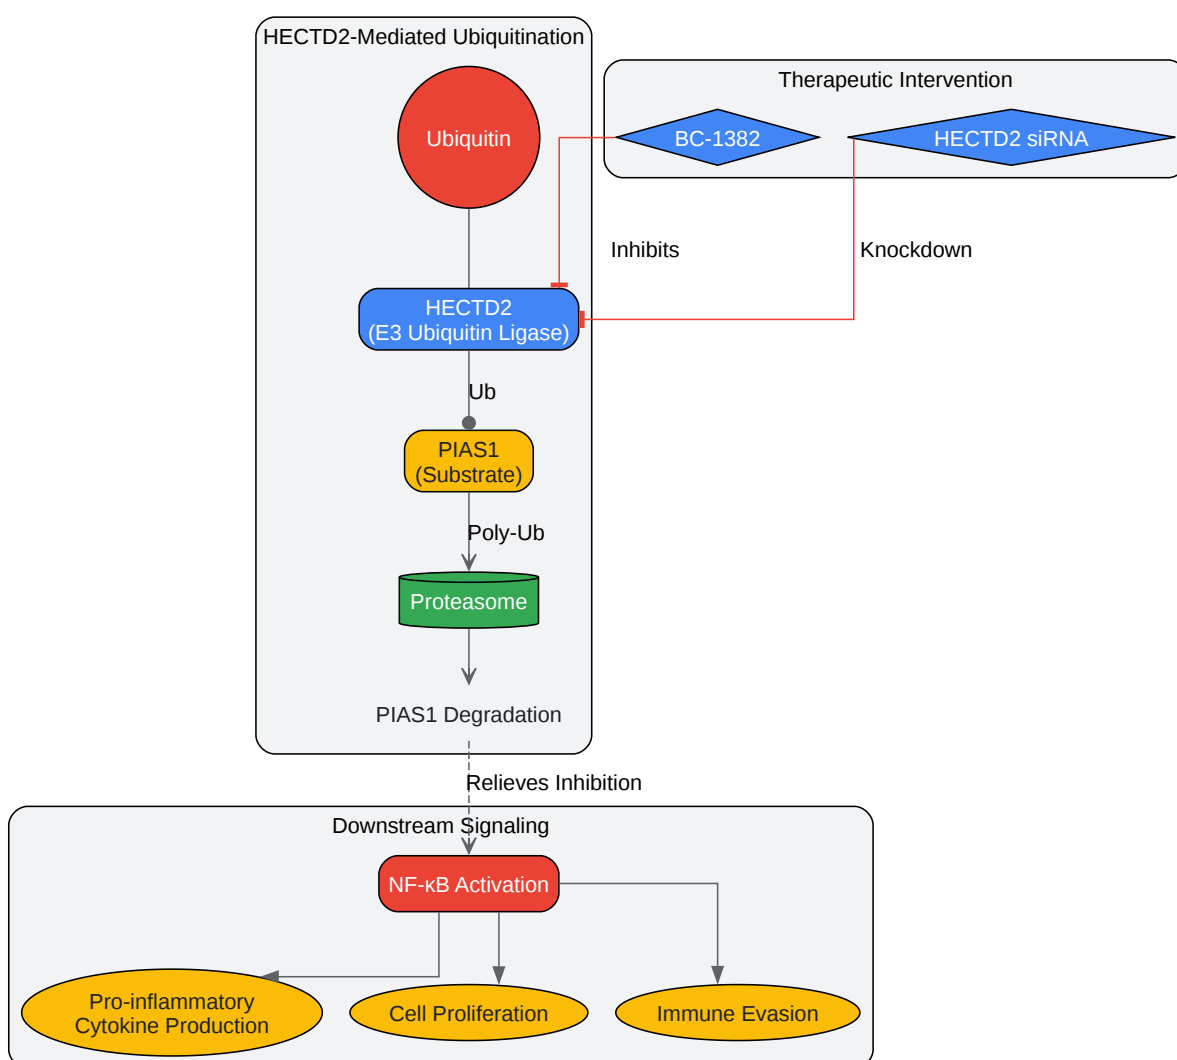 HECTD2-Mediated Ubiquitination
Therapeutic Intervention
Ubiquitin
BC-1382
HECTD2 siRNA
Inhibits
Knockdown
HECTD2
(E3 Ubiquitin Ligase)
Ub
PIAS1
(Substrate)
Poly-Ub
Proteasome
PIAS1 Degradation
Relieves Inhibition
Downstream Signaling
NF-κB Activation
Pro-inflammatory
Cytokine Production
Cell Proliferation
Immune Evasion